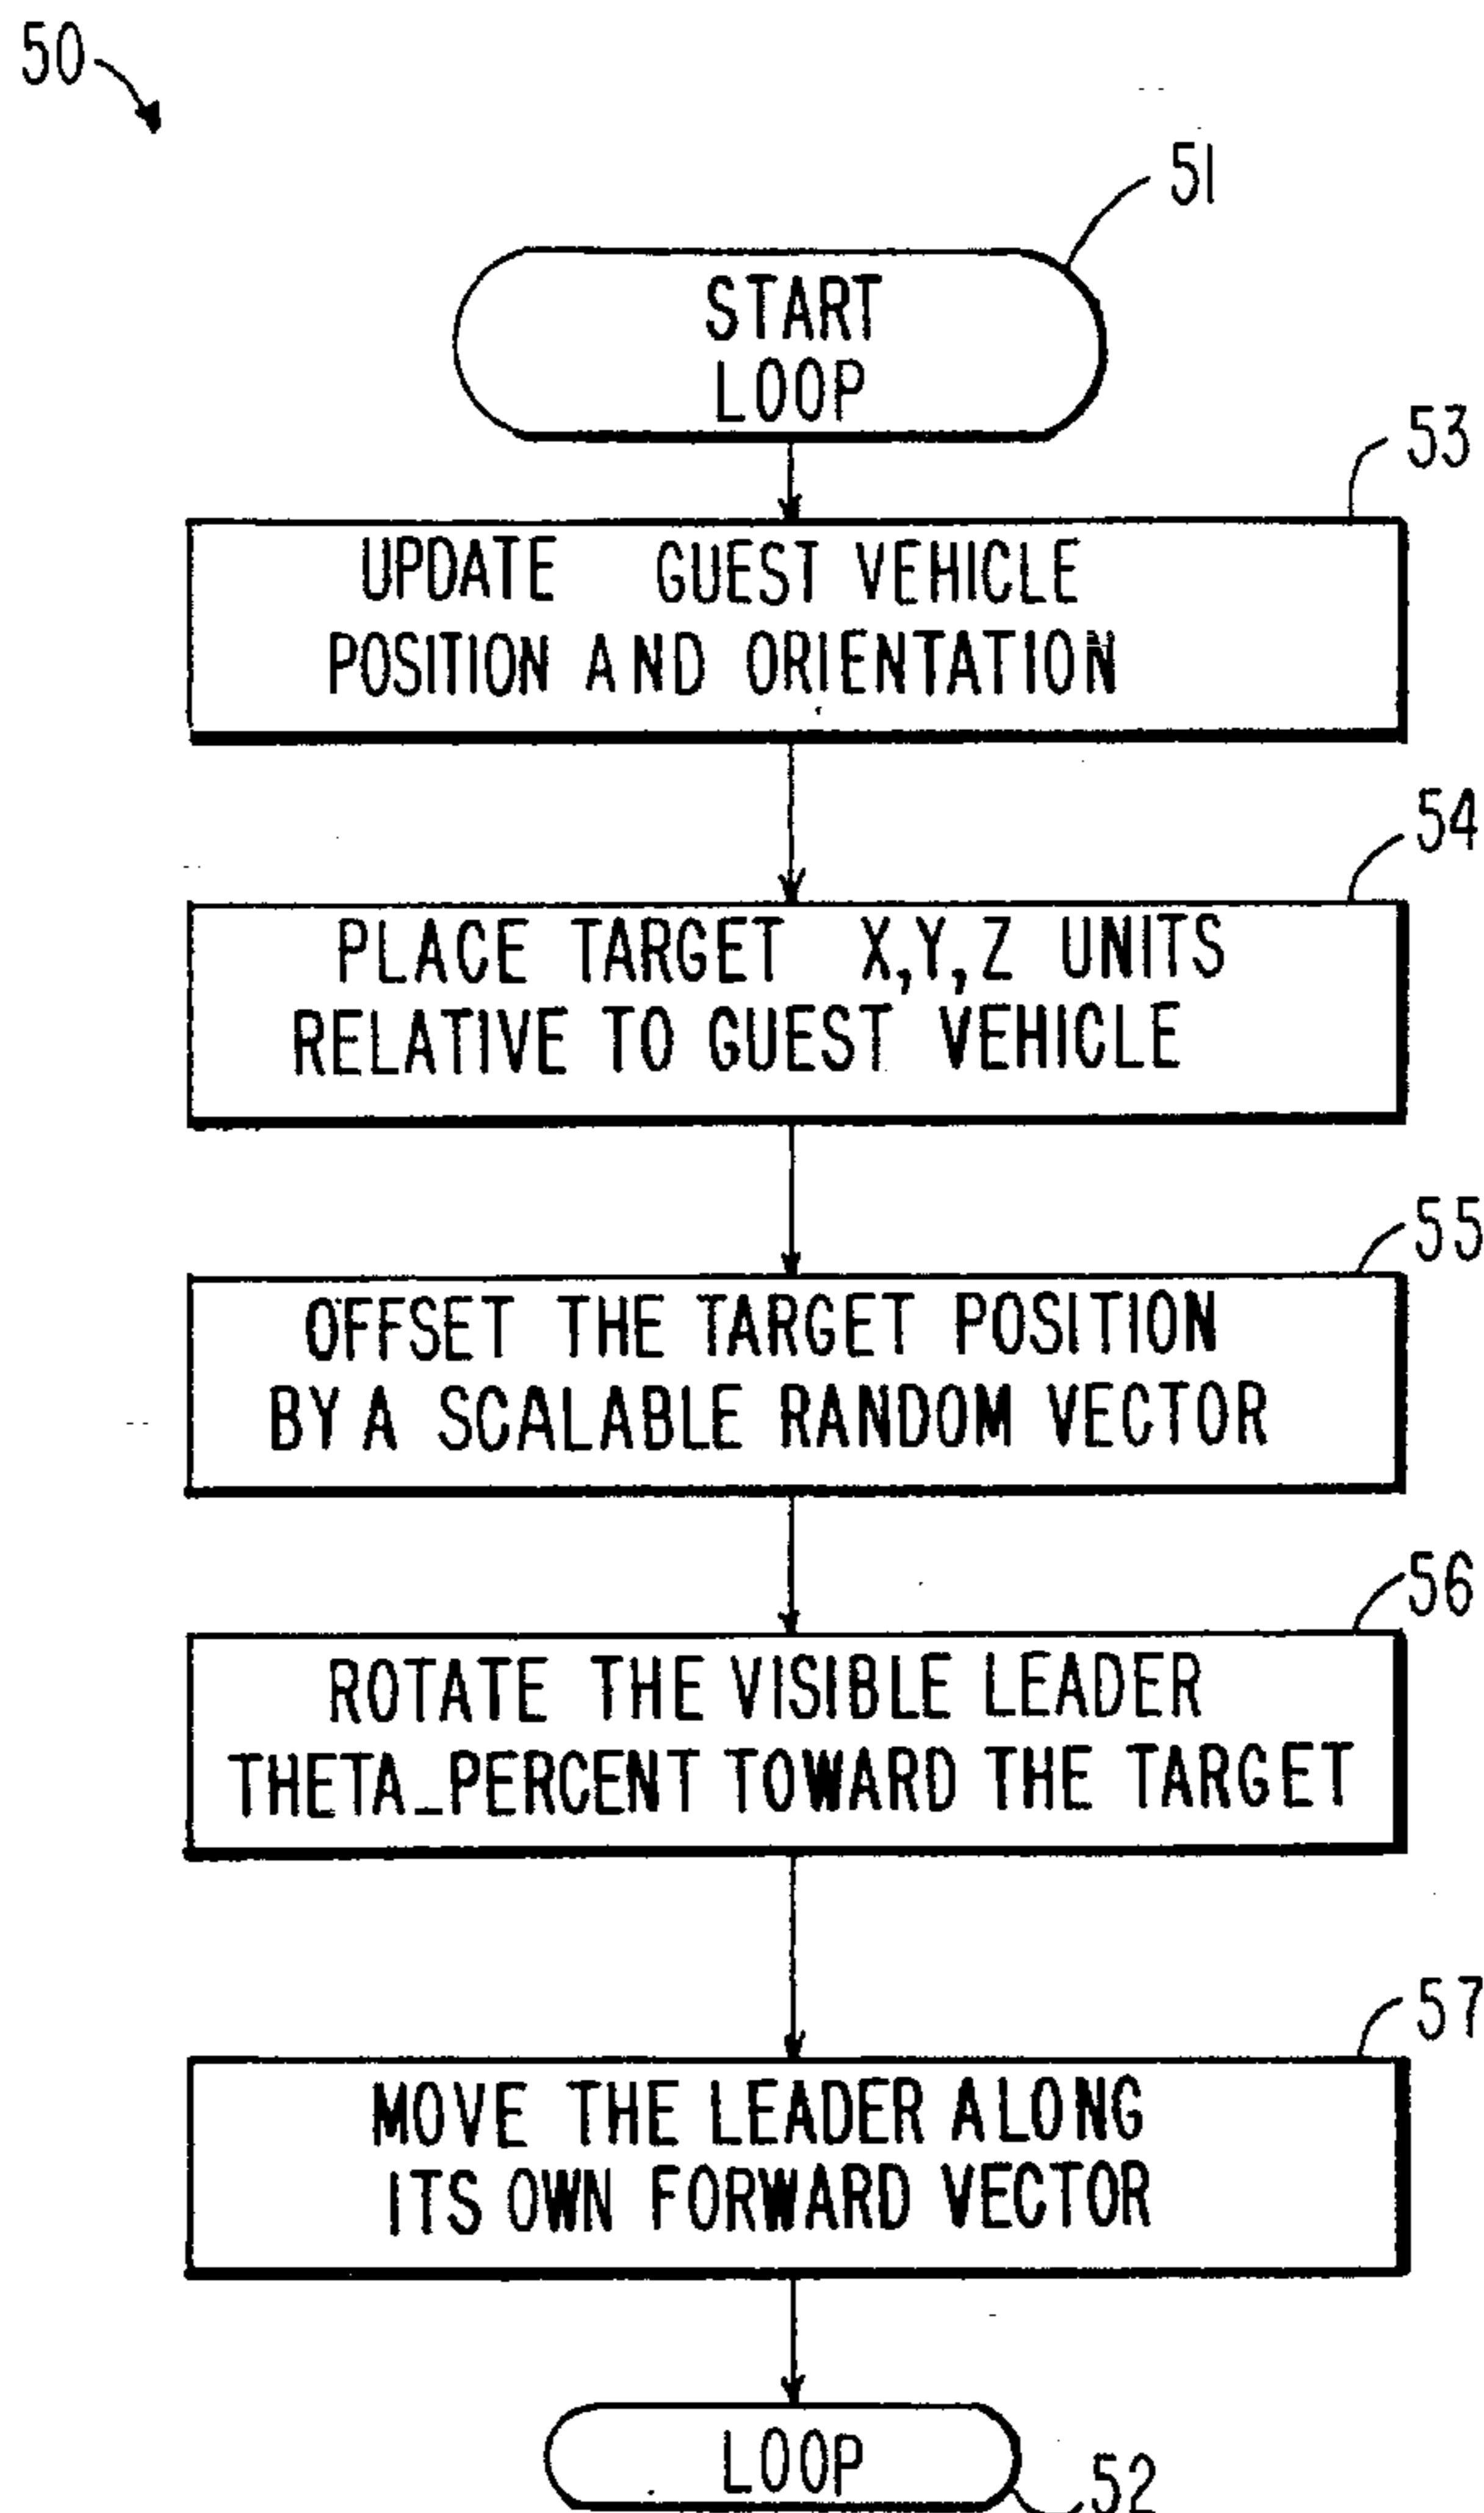 50
51
START
LOOP
53
UPDATE GUEST VEHICLE
POSITION AND ORIENTATION
54
PLACE TARGET X,Y,Z UNITS
RELATIVE TO GUEST VEHICLE
55
OFFSET THE TARGET POSITION
BY A SCALABLE RANDOM VECTOR
56
ROTATE THE VISIBLE LEADER
THETA_PERCENT TOWARD THE TARGET
57
MOVE THE LEADER ALONG
ITS OWN FORWARD VECTOR
LOOP
52